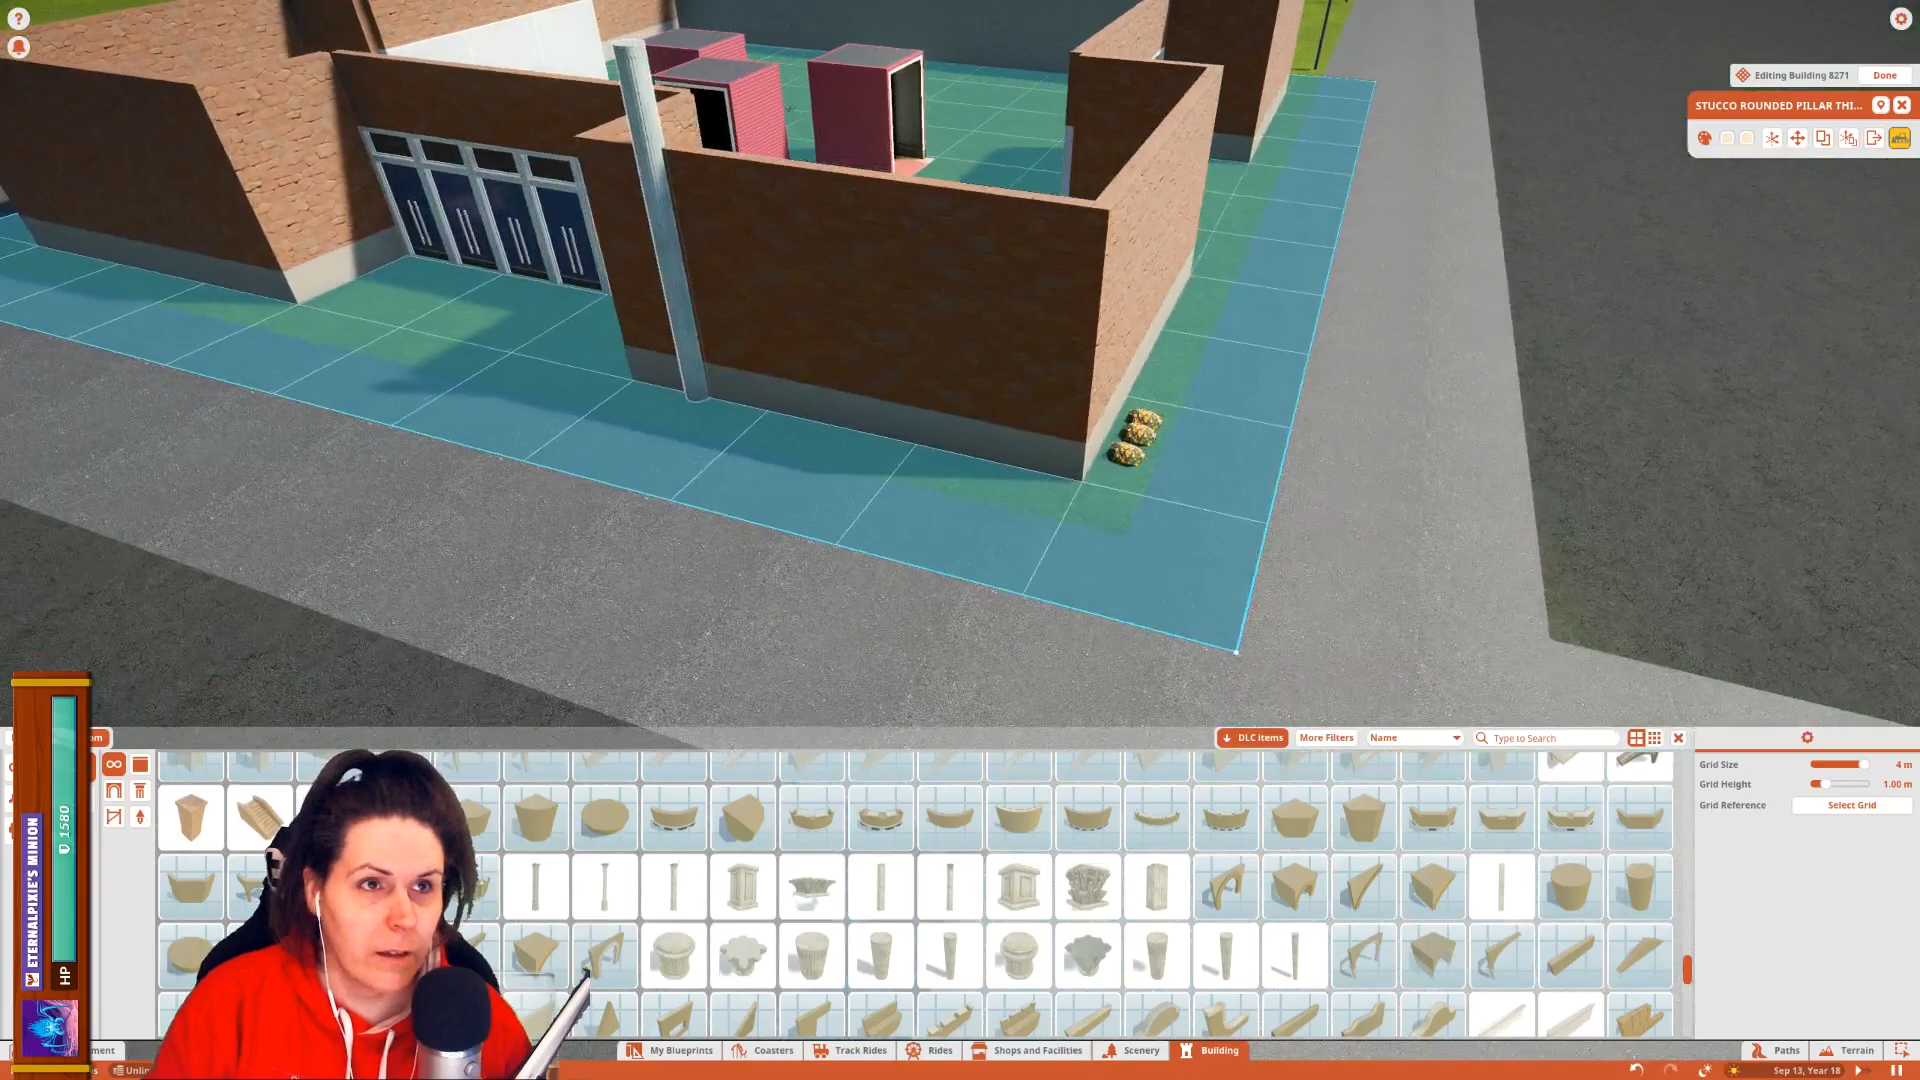 ?
Editing Building 8271
Done
STUCCO ROUNDED PILLAR THI...
DLC items
More Filters
Name
Type to Search
Grid Size
4 m
Grid Height
1.00 m
Grid Reference
Select Grid
ETERNALPIXIE'S MINION
1580
HP
My Blueprints
Coasters
Track Rides
Rides
Shops and Facilities
Scenery
Building
Paths
Terrain
Sep 13, Year 18